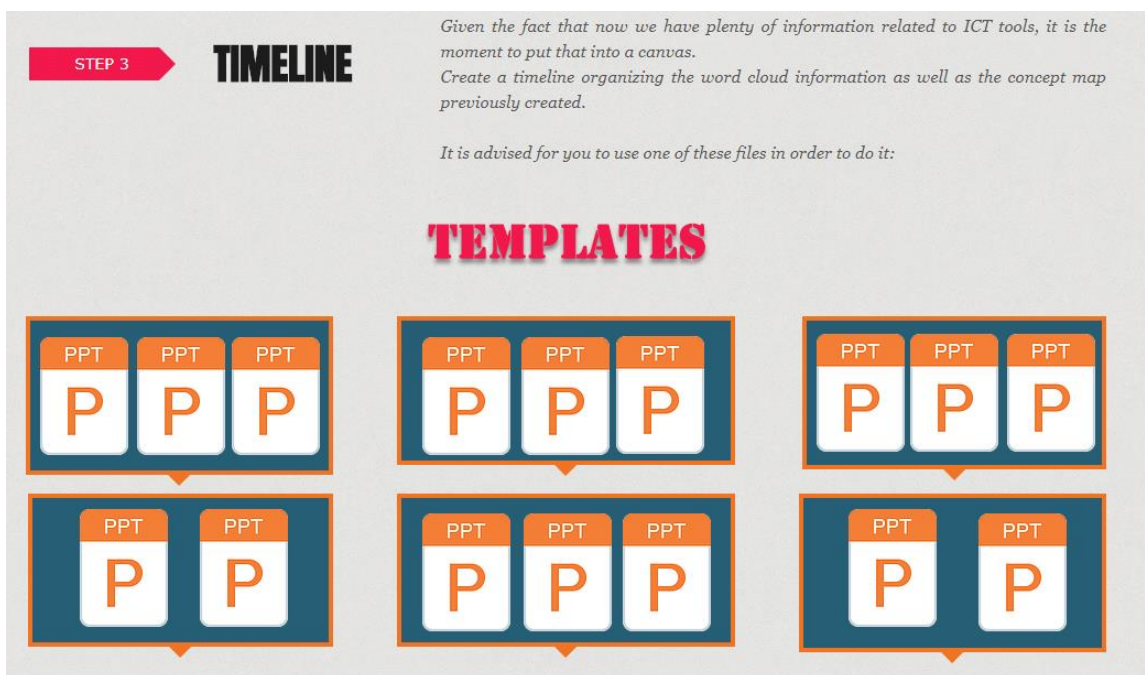 STEP 3
TIMELINE
Given the fact that now we have plenty of information related to ICT tools, it is the
moment to put that into a canvas.
Create a timeline organizing the word cloud information as well as the concept map
previously created.
It is advised for you to use one of these files in order to do it:
TEMPLATES
PPT PPT PPT
P P P
PPT PPT PPT
P P P
PPT PPT PPT
P P P
PPT PPT
P P
PPT PPT PPT
P P P
PPT PPT
P P